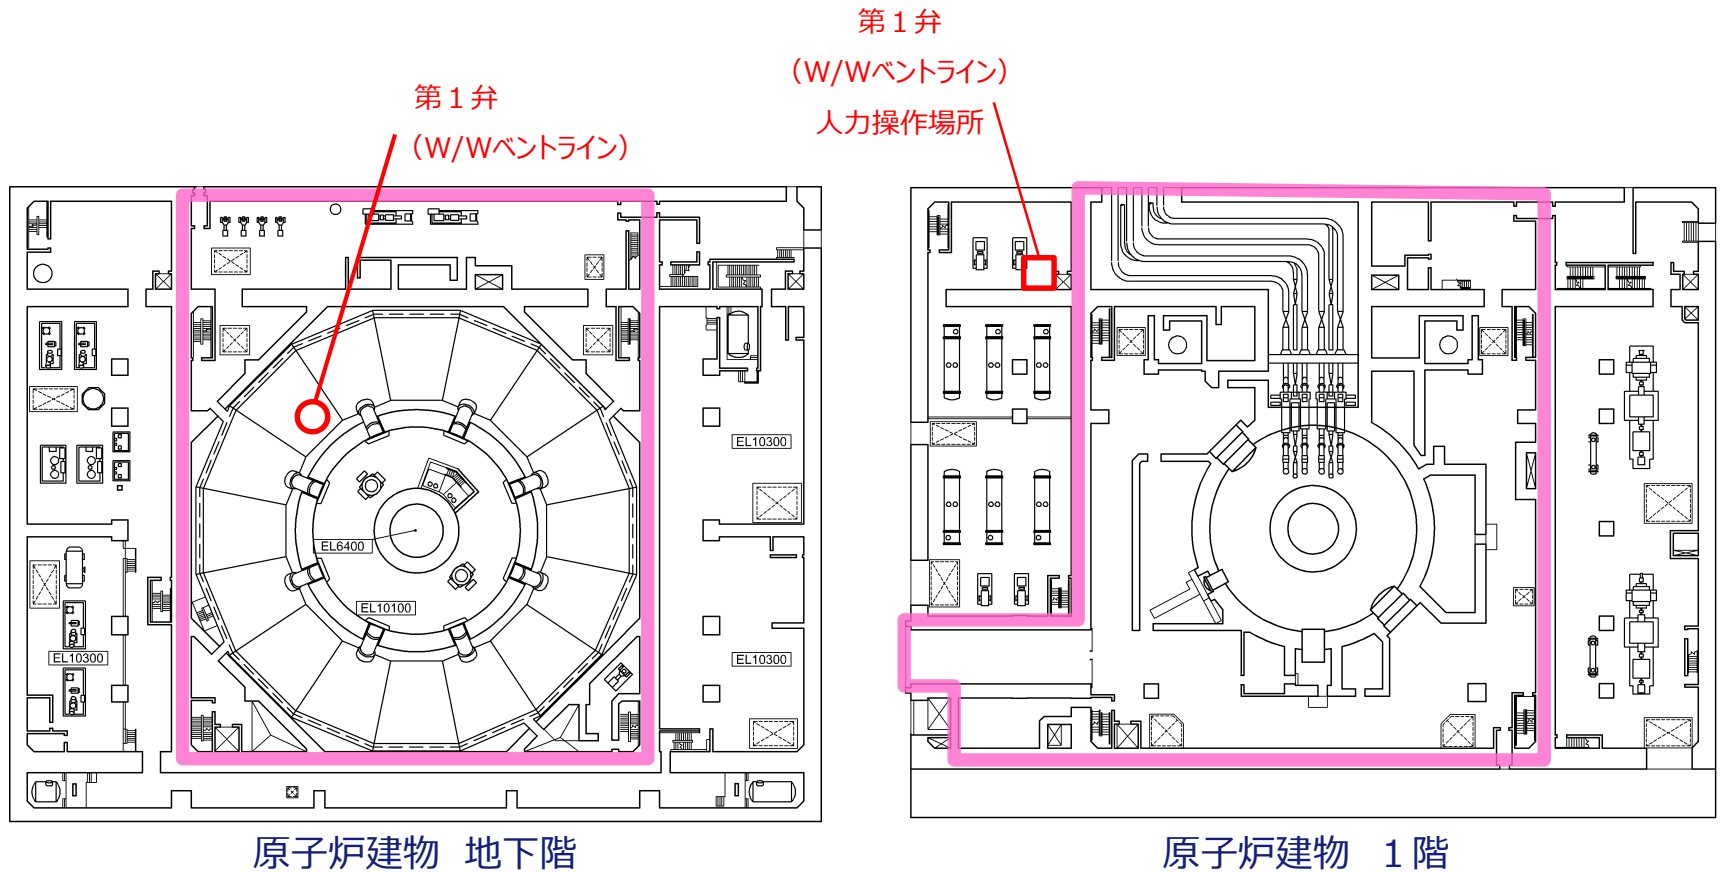 第１弁
（W/Wベントライン）
人力操作場所
第１弁
（W/Wベントライン）
EL10300
EL6400
EL10100
EL10300
EL10300
原子炉建物 地下階
原子炉建物 １階